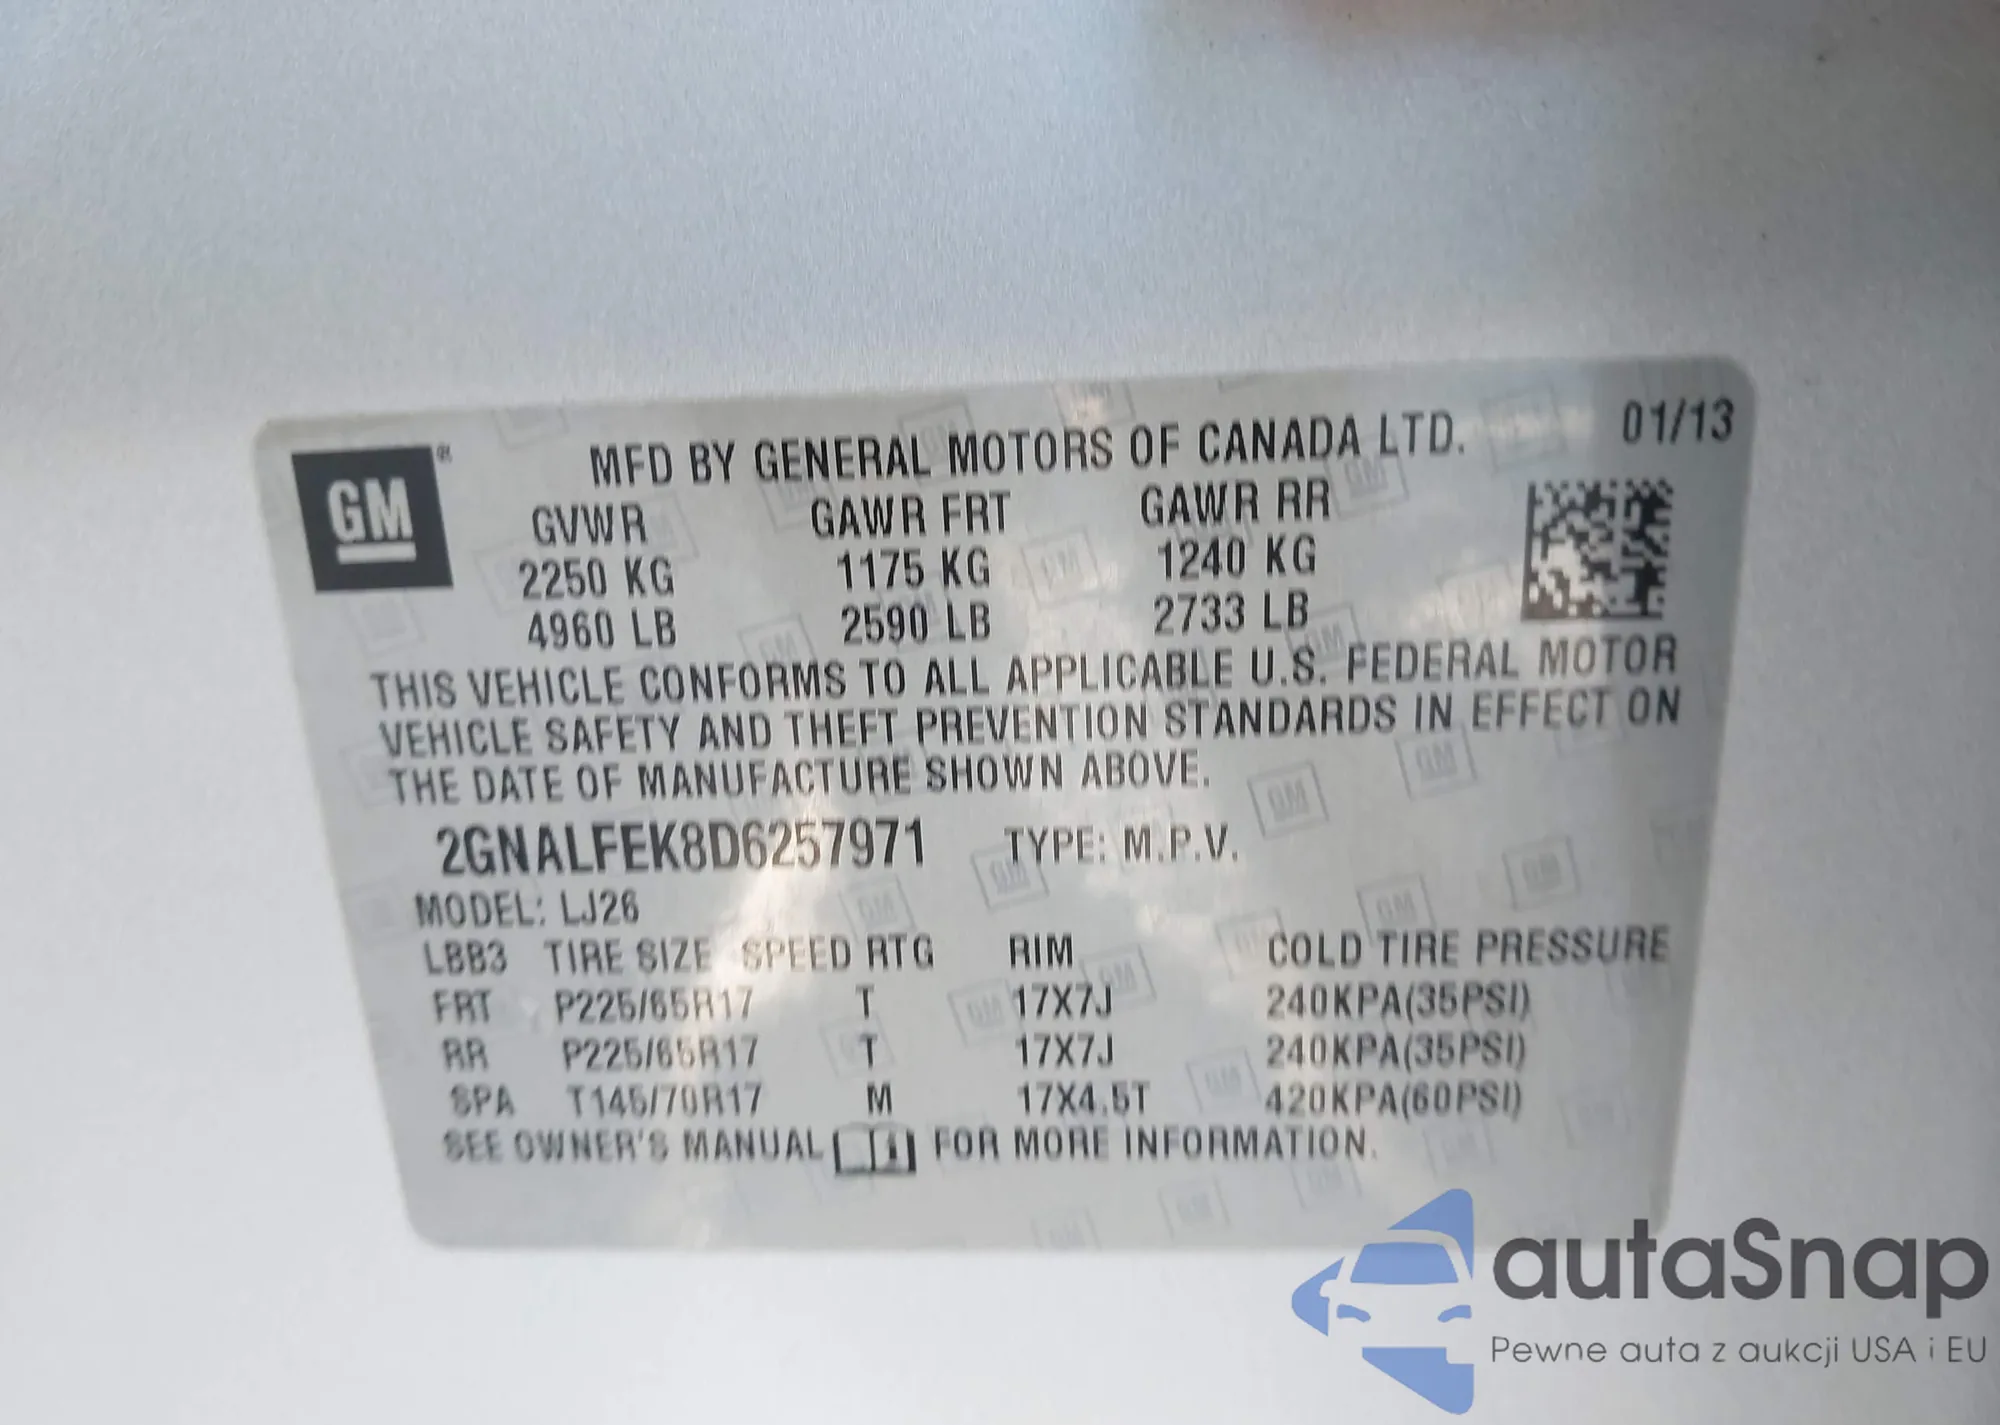 GM®
MFD BY GENERAL MOTORS OF CANADA LTD. 01/13
GVWR GAWR FRT GAWR RR
2250 KG 1175 KG 1240 KG
4960 LB 2590 LB 2733 LB
THIS VEHICLE CONFORMS TO ALL APPLICABLE U.S. FEDERAL MOTOR
VEHICLE SAFETY AND THEFT PREVENTION STANDARDS IN EFFECT ON
THE DATE OF MANUFACTURE SHOWN ABOVE.
2GNALFEK8D6257971 TYPE: M.P.V.
MODEL: LJ26
LBB3 TIRE SIZE SPEED RTG RIM COLD TIRE PRESSURE
FRT P225/65R17 T 17X7J 240KPA(35PSI)
RR P225/65R17 T 17X7J 240KPA(35PSI)
SPA T145/70R17 M 17X4.5T 420KPA(60PSI)
SEE OWNER'S MANUAL FOR MORE INFORMATION.
autaSnap
Pewne auta z aukcji USA i EU